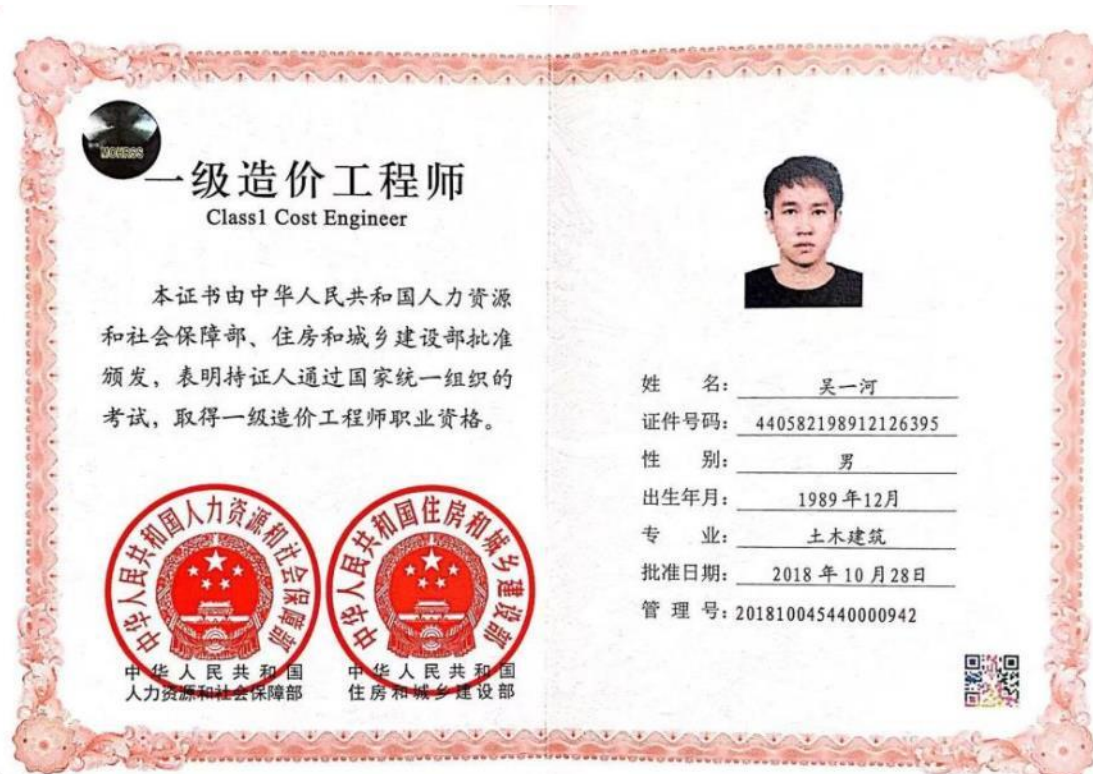 MOHRSS
一级造价工程师
Class1 Cost Engineer
本证书由中华人民共和国人力资源
和社会保障部、住房和城乡建设部批准
颁发，表明持证人通过国家统一组织的
考试，取得一级造价工程师职业资格。
中华人民共和国人力资源和社会保障部
中华人民共和国住房和城乡建设部
中华人民共和国
人力资源和社会保障部
中华人民共和国
住房和城乡建设部
姓 名： 吴一河
证件号码： 440582198912126395
性 别： 男
出生年月： 1989年12月
专 业： 土木建筑
批准日期： 2018年10月28日
管 理 号：201810045440000942